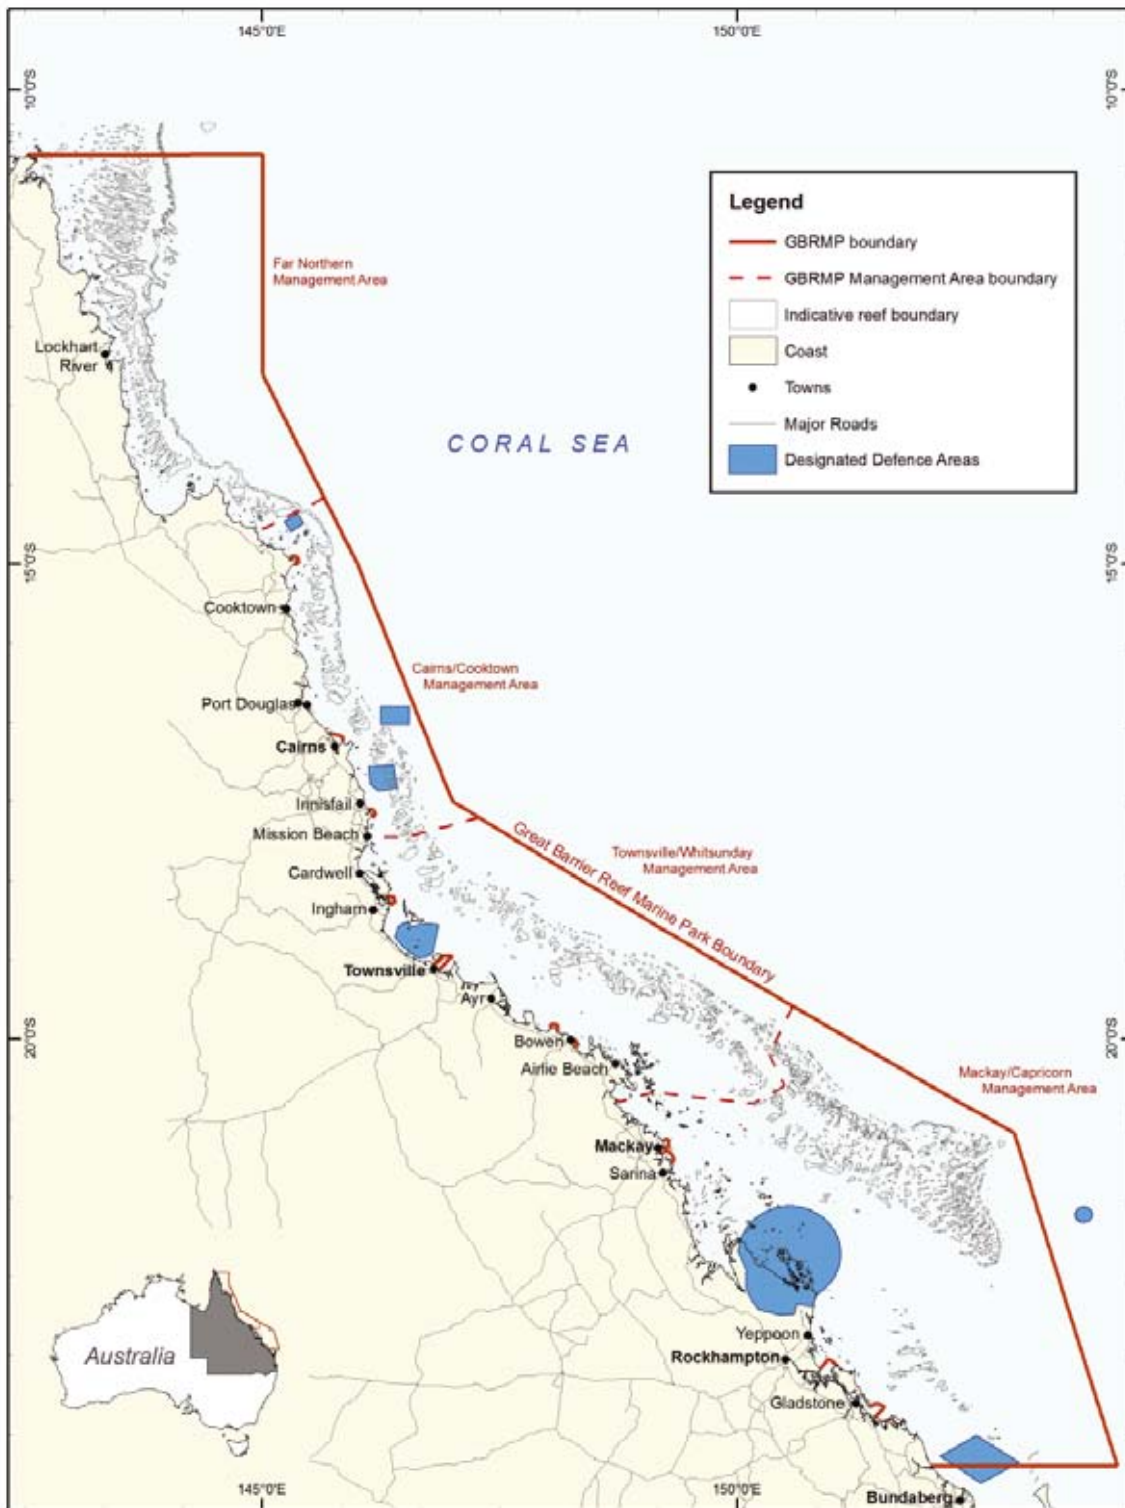 145°0'E
150°0'E
10°0'S
10°0'S
Legend
GBRMP boundary
GBRMP Management Area boundary
Indicative reef boundary
Coast
Towns
Major Roads
Designated Defence Areas
Far Northern
Management Area
Lockhart
River
CORAL SEA
15°0'S
15°0'S
Cooktown
Cairns/Cooktown
Management Area
Port Douglas
Cairns
Innisfail
Mission Beach
Great Barrier Reef Marine Park Boundary
Townsville/Whitsunday
Management Area
Cardwell
Ingham
Townsville
Ayr
20°0'S
20°0'S
Bowen
Airlie Beach
Mackay/Capricorn
Management Area
Mackay
Sarina
Yeppoon
Australia
Rockhampton
Gladstone
145°0'E
150°0'E
Bundaberg